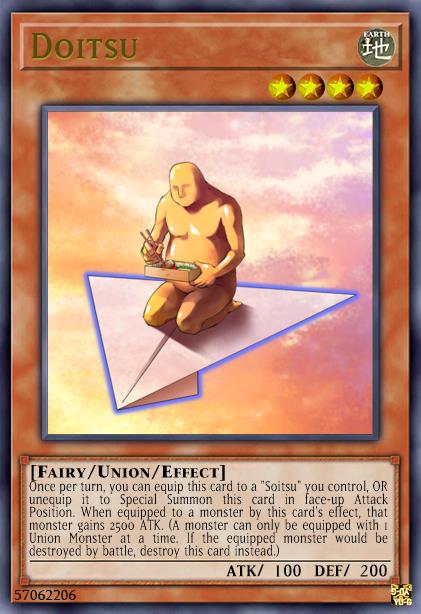 Doitsu
EARTH
地
[Fairy/Union/Effect]
Once per turn, you can equip this card to a "Soitsu" you control, OR
unequip it to Special Summon this card in face-up Attack
Position. When equipped to a monster by this card's effect, that
monster gains 2500 ATK. (A monster can only be equipped with 1
Union Monster at a time. If the equipped monster would be
destroyed by battle, destroy this card instead.)
ATK/ 100 DEF/ 200
57062206